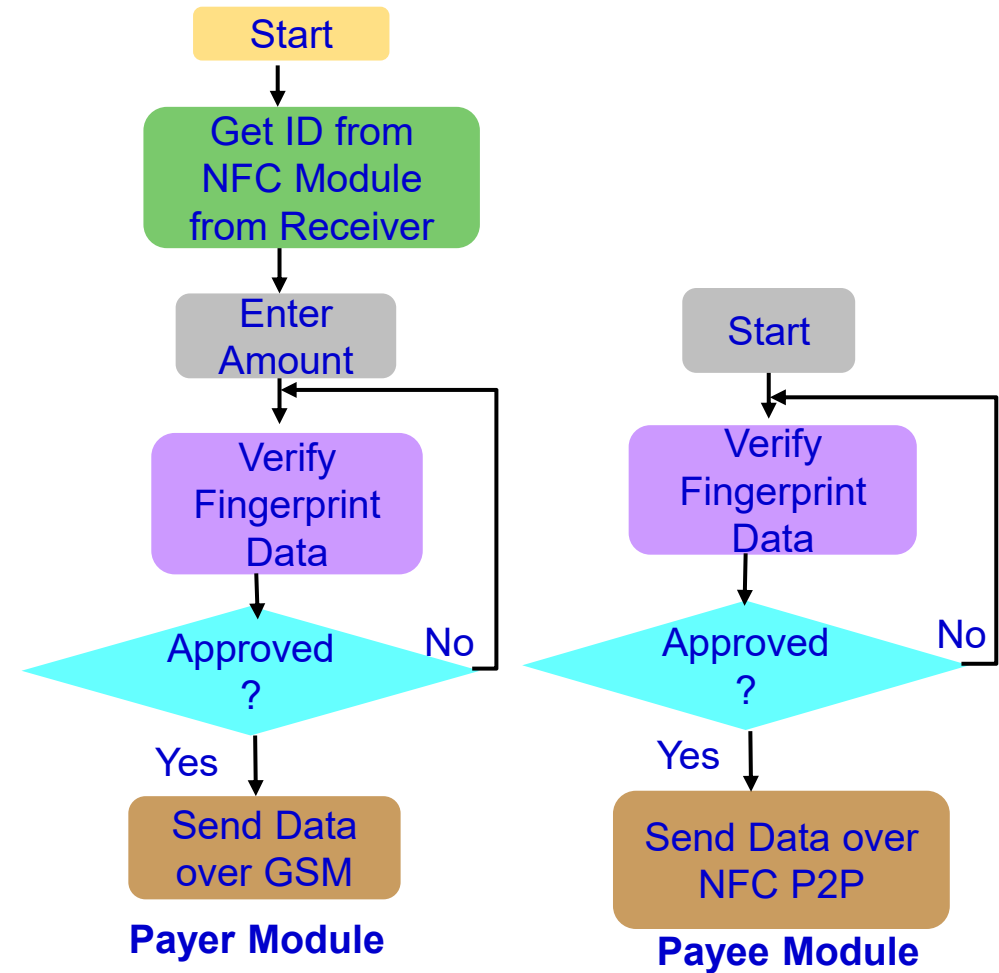 Start
Get ID from
NFC Module
from Receiver
Enter
Amount
Verify
Fingerprint
Data
Approved
?
No
Yes
Send Data
over GSM
Payer Module
Start
Verify
Fingerprint
Data
Approved
?
No
Yes
Send Data over
NFC P2P
Payee Module